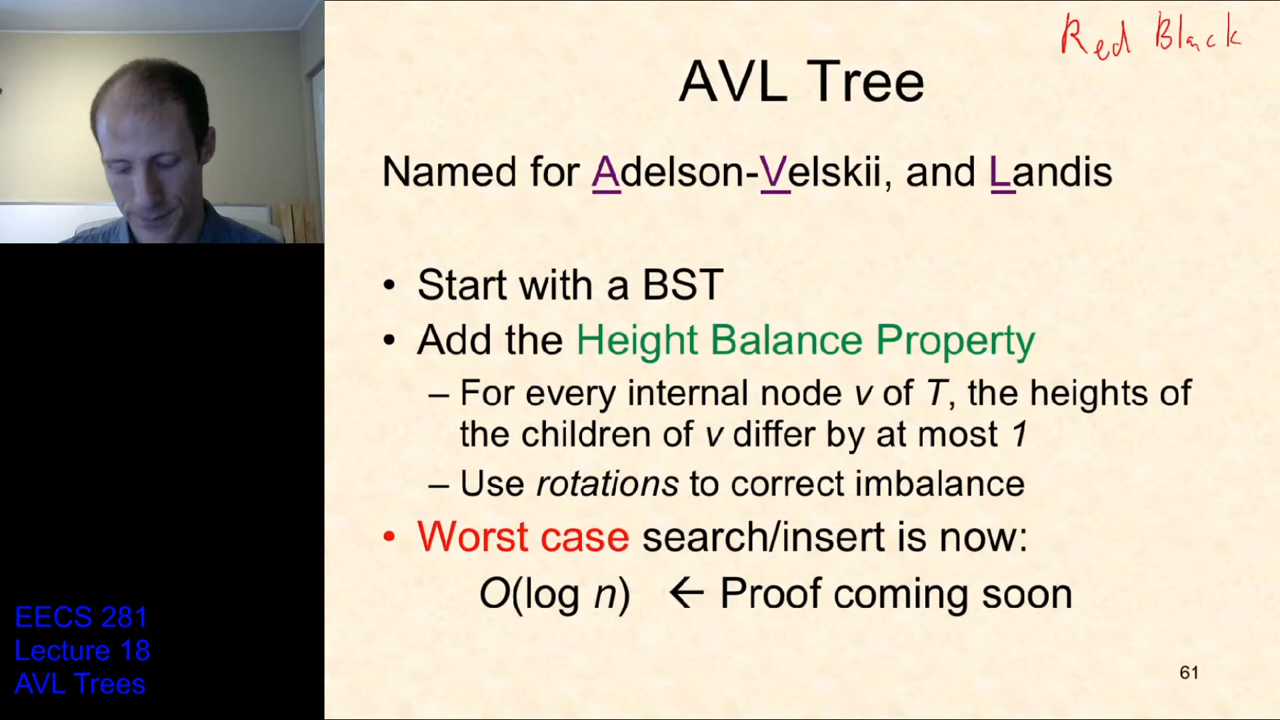 Red Black
AVL Tree
Named for Adelson-Velskii, and Landis
• Start with a BST
• Add the Height Balance Property
– For every internal node v of T, the heights of
the children of v differ by at most 1
– Use rotations to correct imbalance
• Worst case search/insert is now:
O(log n) ← Proof coming soon
61
EECS 281
Lecture 18
AVL Trees